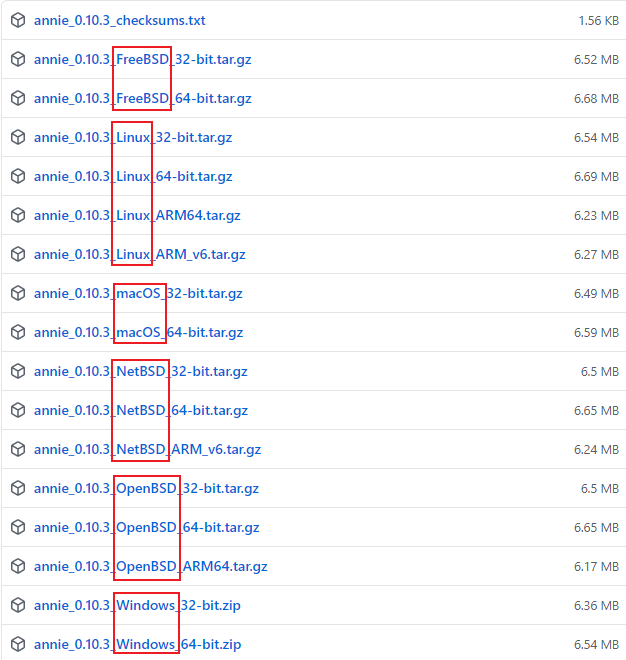 annie_0.10.3_checksums.txt 1.56 KB
annie_0.10.3_FreeBSD_32-bit.tar.gz 6.52 MB
annie_0.10.3_FreeBSD_64-bit.tar.gz 6.68 MB
annie_0.10.3_Linux_32-bit.tar.gz 6.54 MB
annie_0.10.3_Linux_64-bit.tar.gz 6.69 MB
annie_0.10.3_Linux_ARM64.tar.gz 6.23 MB
annie_0.10.3_Linux_ARM_v6.tar.gz 6.27 MB
annie_0.10.3_macOS_32-bit.tar.gz 6.49 MB
annie_0.10.3_macOS_64-bit.tar.gz 6.59 MB
annie_0.10.3_NetBSD_32-bit.tar.gz 6.5 MB
annie_0.10.3_NetBSD_64-bit.tar.gz 6.65 MB
annie_0.10.3_NetBSD_ARM_v6.tar.gz 6.24 MB
annie_0.10.3_OpenBSD_32-bit.tar.gz 6.5 MB
annie_0.10.3_OpenBSD_64-bit.tar.gz 6.65 MB
annie_0.10.3_OpenBSD_ARM64.tar.gz 6.17 MB
annie_0.10.3_Windows_32-bit.zip 6.36 MB
annie_0.10.3_Windows_64-bit.zip 6.54 MB